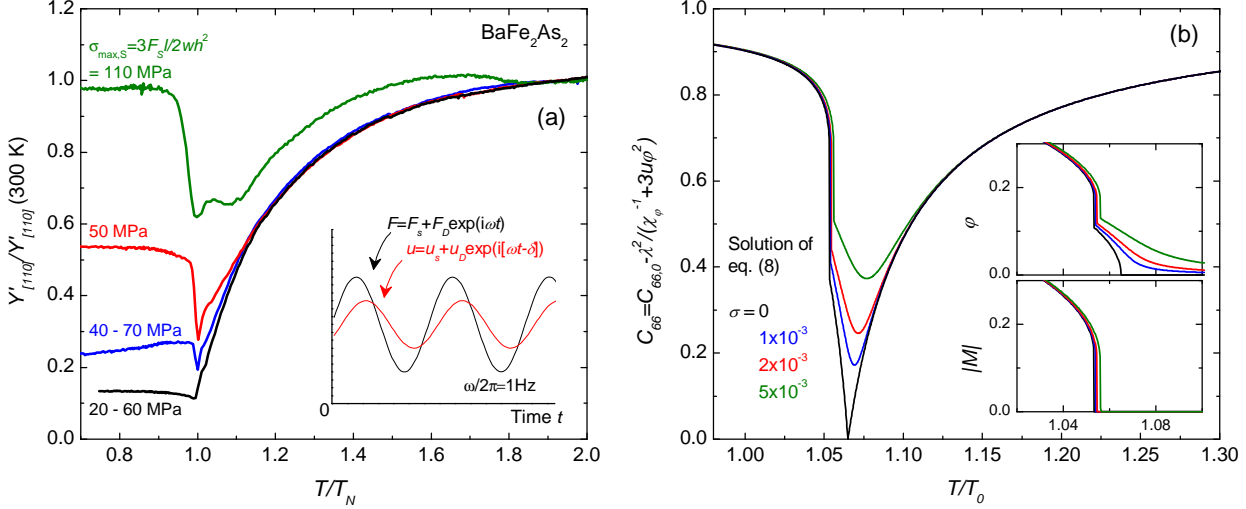 σmax,S=3FSl/2wh²
= 110 MPa
BaFe₂As₂
(a)
50 MPa
40 - 70 MPa
20 - 60 MPa
F=Fs+FDexp(iωt)
u=us+uDexp(i[ωt-δ])
ω/2π=1Hz
0
Time t
Y'[110]/Y'[110] (300 K)
0.0
0.2
0.4
0.6
0.8
1.0
1.2
0.8
1.0
1.2
1.4
1.6
1.8
2.0
T/TN
(b)
C66=C66,0-λ²/(χφ⁻¹+3uφ²)
0.0
0.2
0.4
0.6
0.8
1.0
Solution of
eq. (8)
σ = 0
1x10⁻³
2x10⁻³
5x10⁻³
φ
0.2
0.0
|M|
0.2
0.0
1.04
1.08
1.00
1.05
1.10
1.15
1.20
1.25
1.30
T/T0